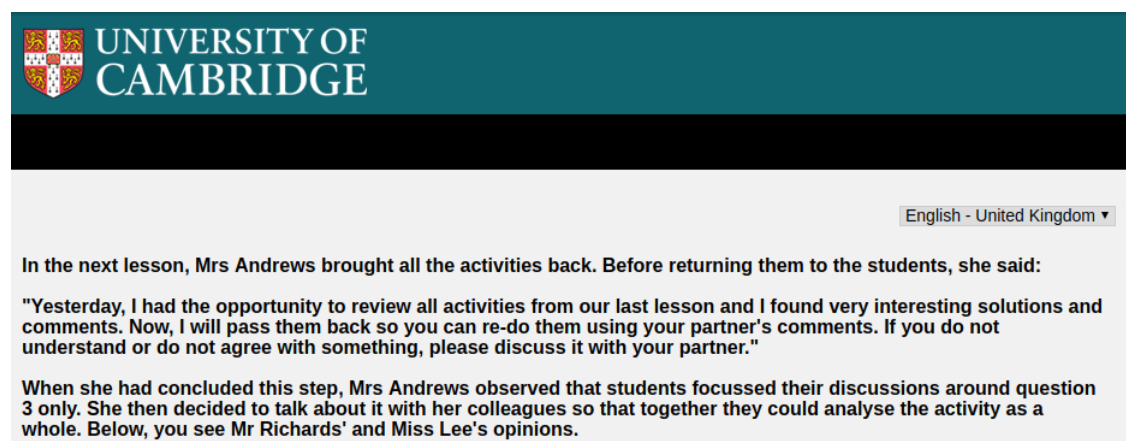 UNIVERSITY OF
CAMBRIDGE
English - United Kingdom
In the next lesson, Mrs Andrews brought all the activities back. Before returning them to the students, she said:
"Yesterday, I had the opportunity to review all activities from our last lesson and I found very interesting solutions and
comments. Now, I will pass them back so you can re-do them using your partner's comments. If you do not
understand or do not agree with something, please discuss it with your partner."
When she had concluded this step, Mrs Andrews observed that students focussed their discussions around question
3 only. She then decided to talk about it with her colleagues so that together they could analyse the activity as a
whole. Below, you see Mr Richards' and Miss Lee's opinions.